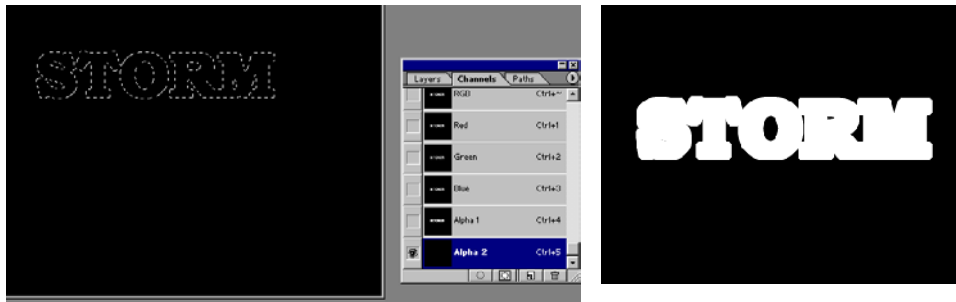 STORM
Layers Channels Paths
RGB Ctrl+~
Red Ctrl+1
Green Ctrl+2
Blue Ctrl+3
Alpha 1 Ctrl+4
Alpha 2 Ctrl+5
STORM